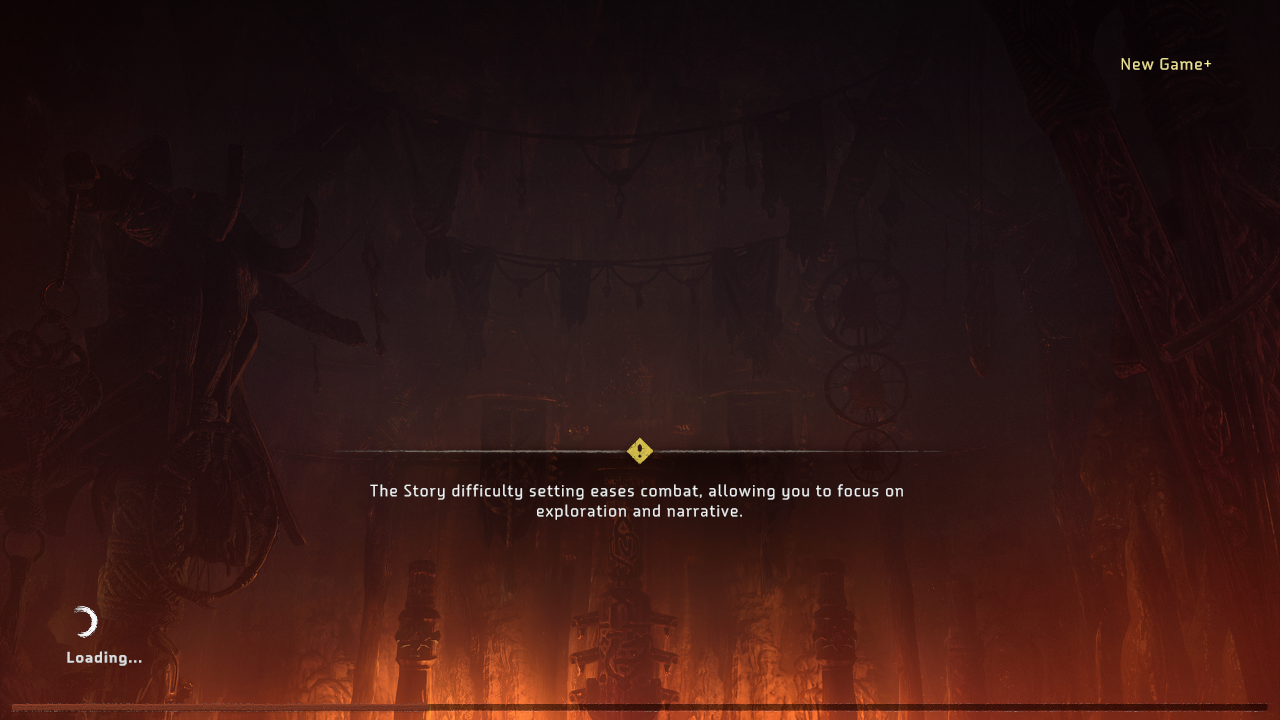 New Game+
The Story difficulty setting eases combat, allowing you to focus on
exploration and narrative.
Loading...